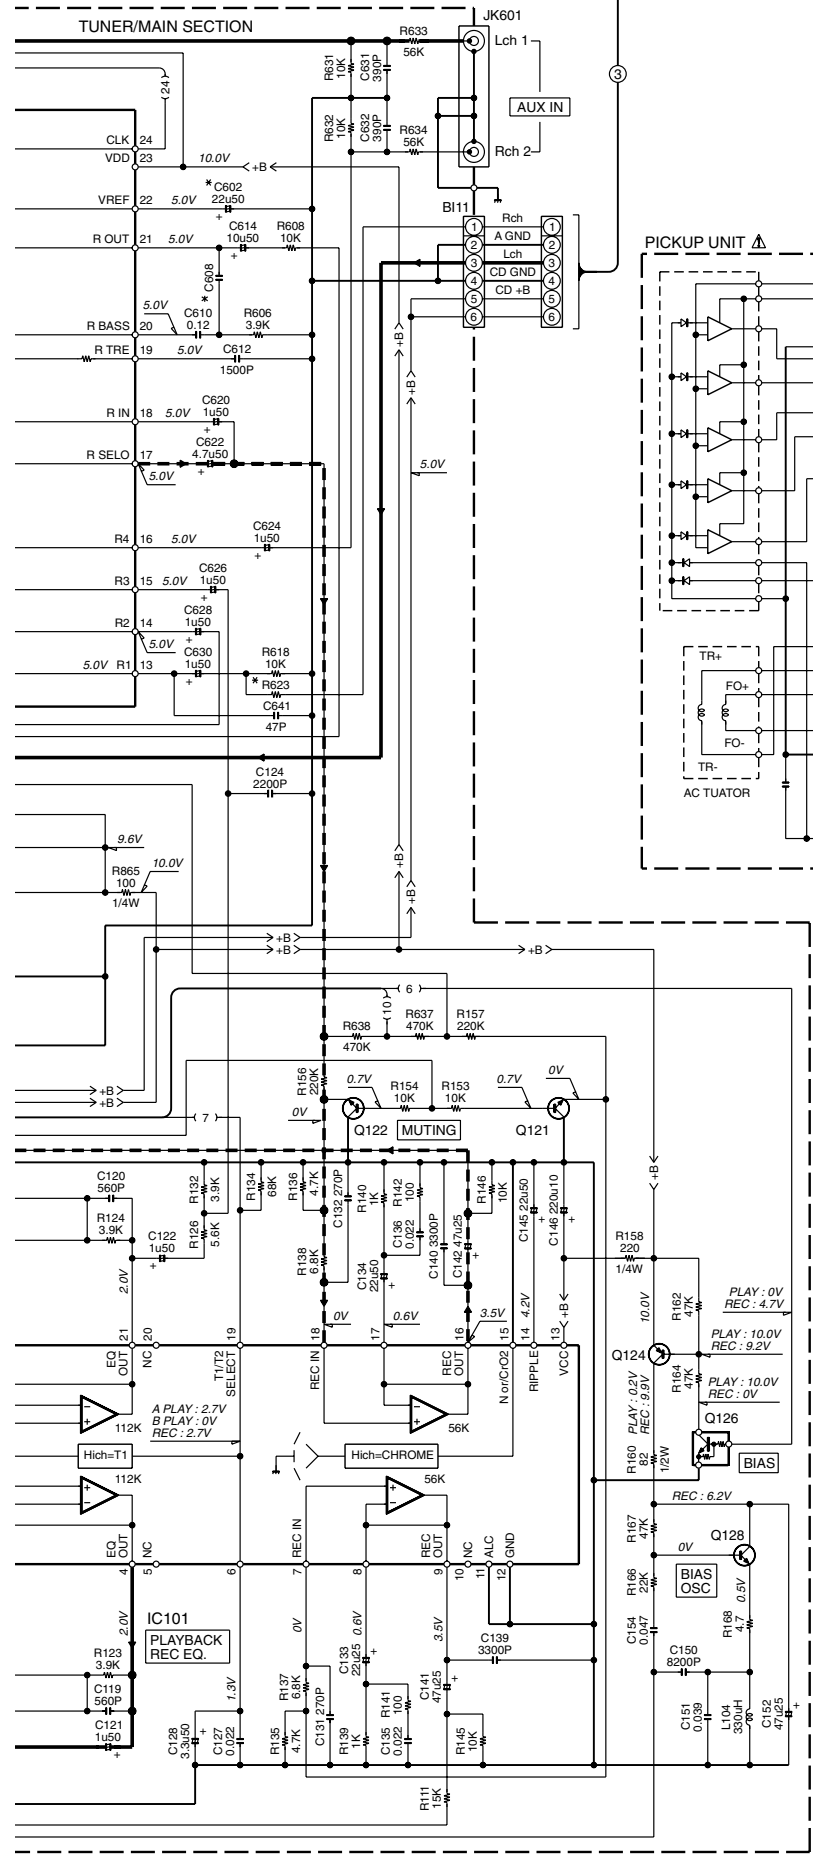 TUNER/MAIN SECTION
JK601
R633
56K
Lch 1
R631
10K
C631
390P
AUX IN
R632
10K
C632
390P
R634
56K
Rch 2
3
(24)
CLK 24
VDD 23
10.0V
+B
VREF 22 5.0V
* C602
22u50
+
R OUT 21 5.0V
C614
10u50
+
R608
10K
* C608
5.0V
C610
0.12
R606
3.9K
R BASS 20
R TRE 19 5.0V
C612
1500P
R IN 18 5.0V
C620
1u50
+
R SELO 17
C622
4.7u50
+
5.0V
R4 16 5.0V
C624
1u50
+
R3 15 5.0V
C626
1u50
+
R2 14
5.0V
C628
1u50
+
5.0V R1 13
C630
1u50
+
R618
10K
*
R623
C641
47P
C124
2200P
BI11
1 Rch 1
2 A GND 2
3 Lch 3
4 CD GND 4
5 CD +B 5
6 6
+B
+B
5.0V
PICKUP UNIT ⚠
TR+
FO+
FO-
TR-
AC TUATOR
9.6V
R865
100
1/4W
10.0V
+B
+B
+B
+B
+B
(6)
(10)
R638
470K
R637
470K
R157
220K
+B
+B
(7)
R156
220K
0V
0.7V
R154
10K
R153
10K
0.7V
0V
Q122
MUTING
Q121
+B
C120
560P
R124
3.9K
C122
1u50
+
R132
3.9K
R126
5.6K
R134
68K
R136
4.7K
R138
6.8K
C132 270P
R140
1K
R142
100
C136
0.022
C134
22u50
+
C140 3300P
C142 47u25
+
R146
10K
C145 22u50
+
C146 220u10
+
R158
220
1/4W
2.0V
0V
0.6V
3.5V
4.2V
+B
10.0V
R162
47K
PLAY : 0V
REC : 4.7V
Q124
PLAY : 10.0V
REC : 9.2V
R164
47K
PLAY : 10.0V
REC : 0V
PLAY : 0.2V
REC : 9.9V
Q126
BIAS
R160
82
1/2W
21 20 19 18 17 16 15 14 13
EQ
OUT
NC
T1/T2
SELECT
REC IN
REC
OUT
Nor/CrO2
RIPPLE
VCC
112K
A PLAY : 2.7V
B PLAY : 0V
REC : 2.7V
56K
Hich=T1
Hich=CHROME
112K
56K
EQ
OUT
NC
REC IN
REC
OUT
NC
ALC
GND
4 5 6 7 8 9 10 11 12
REC : 6.2V
R167
47K
0V
Q128
R166
22K
BIAS
OSC
0.5V
C154
0.047
R168
4.7
C150
8200P
C151
0.039
L104
330uH
C152
47u25
+
2.0V
IC101
PLAYBACK
REC EQ.
R123
3.9K
C119
560P
C121
1u50
+
1.3V
C128
3.3u50
+
C127
0.022
0V
R137
6.8K
R135
4.7K
C131 270P
0.6V
C133
22u25
+
R139
1K
R141
100
C135
0.022
3.5V
C141
47u25
+
C139
3300P
R145
10K
R111
15K